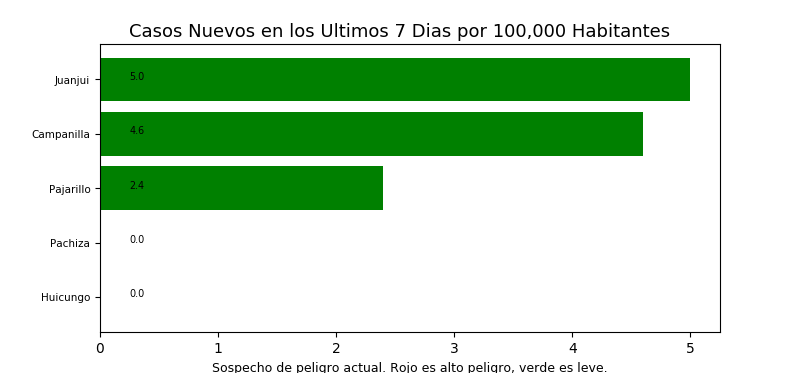 Casos Nuevos en los Ultimos 7 Dias por 100,000 Habitantes
Juanjui 5.0
Campanilla 4.6
Pajarillo 2.4
Pachiza 0.0
Huicungo 0.0
0 1 2 3 4 5
Sospecho de peligro actual. Rojo es alto peligro, verde es leve.